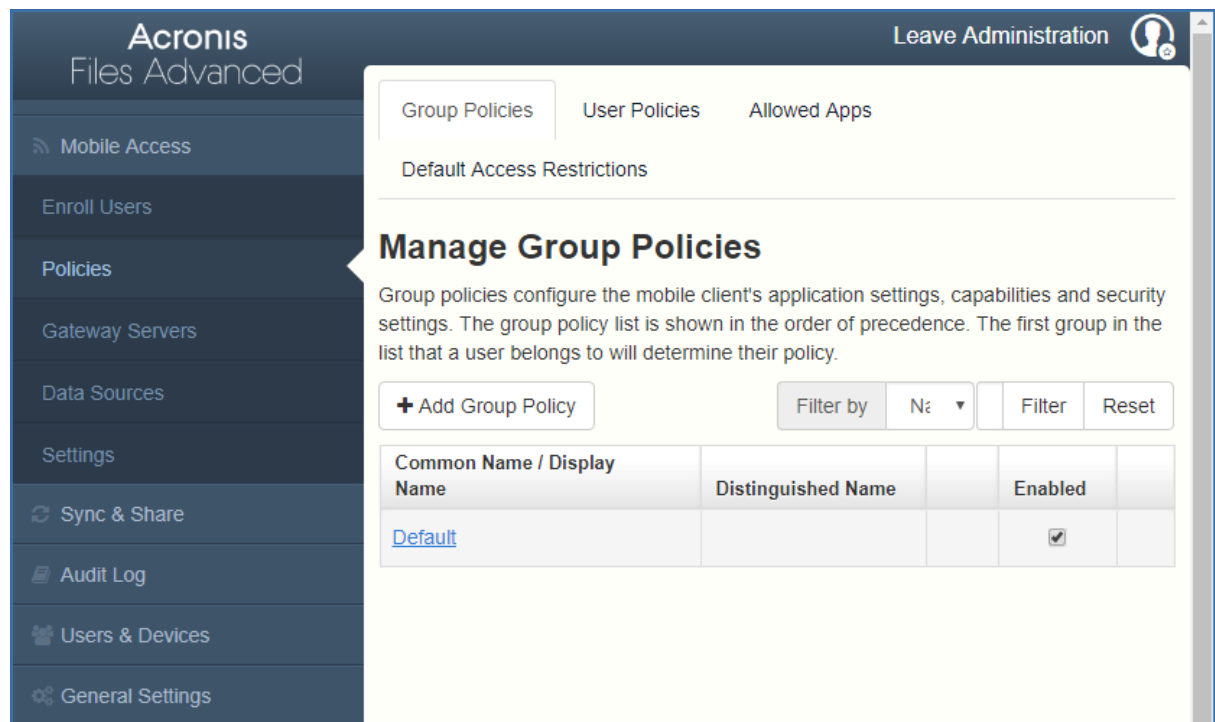 Acronis
Files Advanced
Leave Administration
Mobile Access
Enroll Users
Policies
Gateway Servers
Data Sources
Settings
Sync & Share
Audit Log
Users & Devices
General Settings
Group Policies
User Policies
Allowed Apps
Default Access Restrictions
Manage Group Policies
Group policies configure the mobile client's application settings, capabilities and security
settings. The group policy list is shown in the order of precedence. The first group in the
list that a user belongs to will determine their policy.
Add Group Policy
Filter by
Filter
Reset
Common Name / Display
Name
Distinguished Name
Enabled
Default